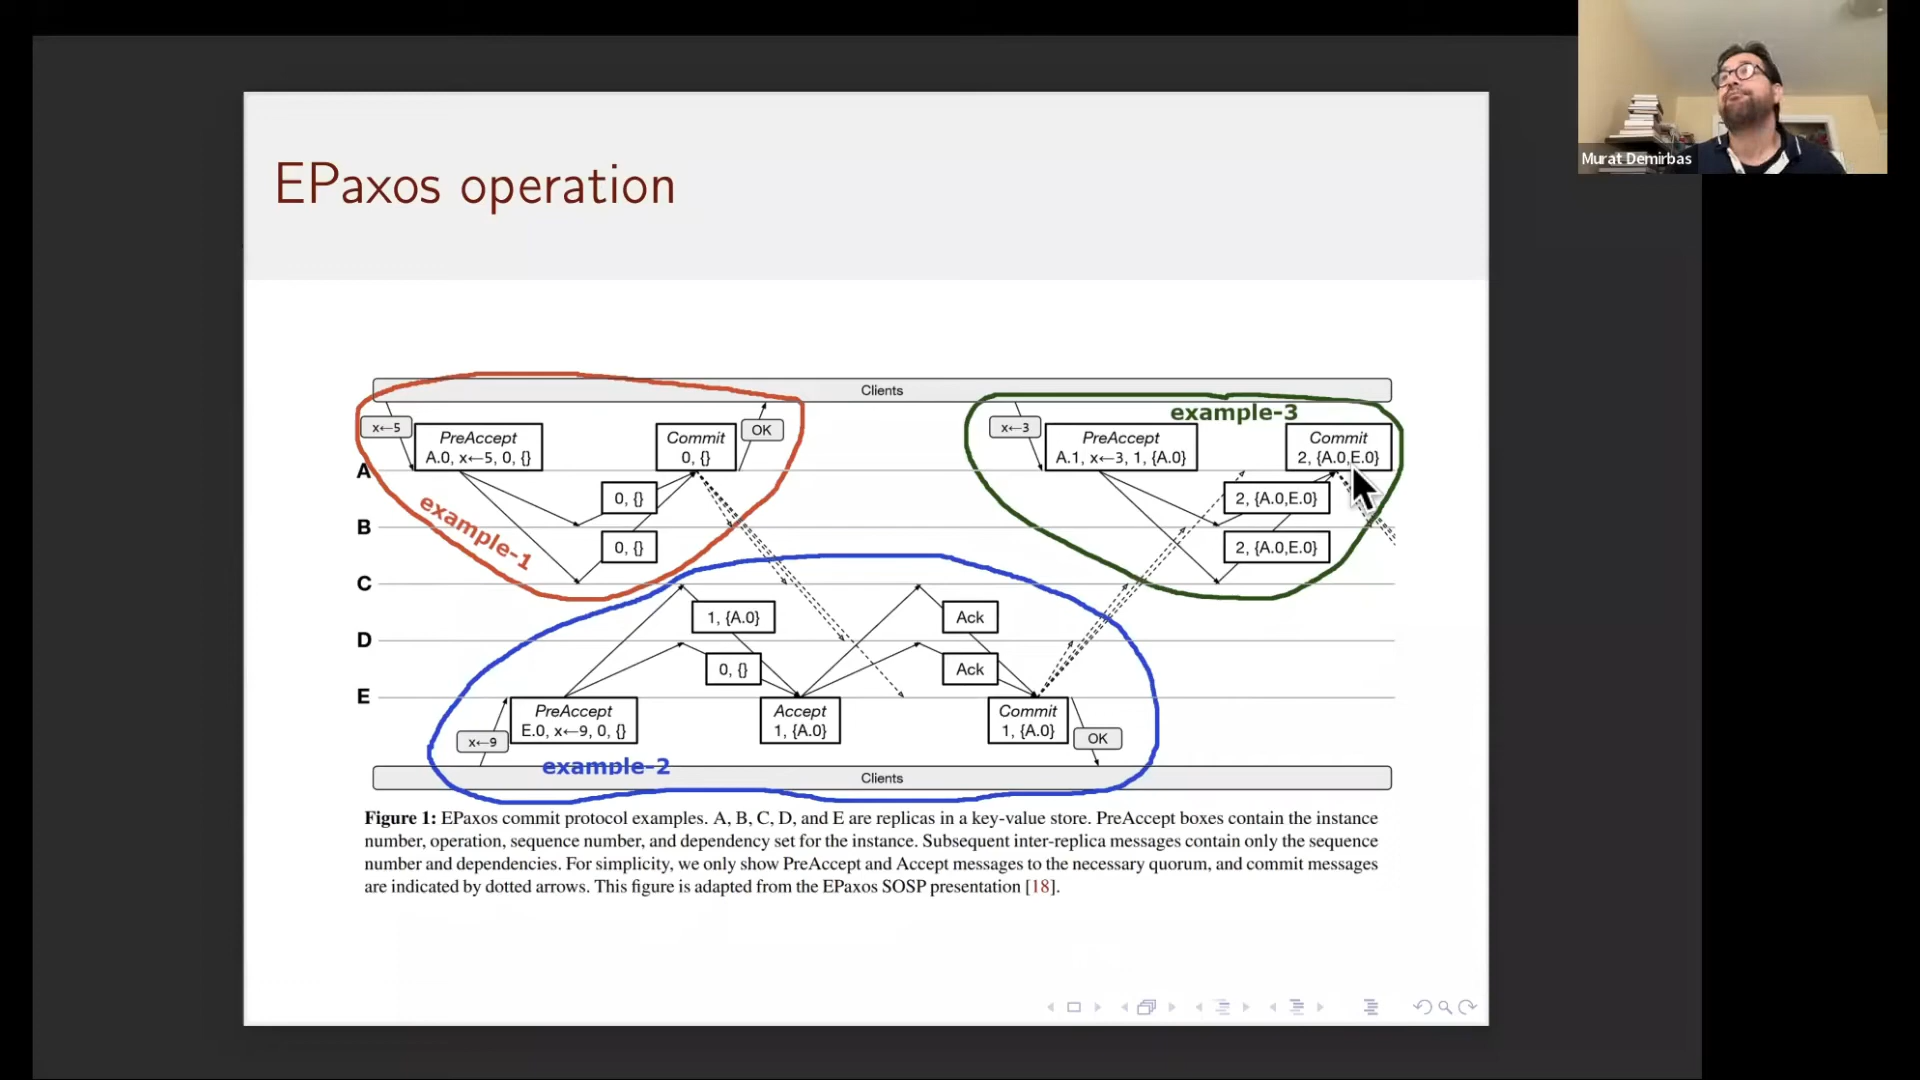 EPaxos operation
Murat Demirbas
Clients
x←5
PreAccept
A.0, x←5, 0, {}
Commit
0, {}
OK
example-1
0, {}
0, {}
x←3
PreAccept
A.1, x←3, 1, {A.0}
example-3
Commit
2, {A.0,E.0}
2, {A.0,E.0}
2, {A.0,E.0}
A
B
C
D
E
1, {A.0}
0, {}
Ack
Ack
x←9
PreAccept
E.0, x←9, 0, {}
Accept
1, {A.0}
Commit
1, {A.0}
OK
example-2
Clients
Figure 1: EPaxos commit protocol examples. A, B, C, D, and E are replicas in a key-value store. PreAccept boxes contain the instance
number, operation, sequence number, and dependency set for the instance. Subsequent inter-replica messages contain only the sequence
number and dependencies. For simplicity, we only show PreAccept and Accept messages to the necessary quorum, and commit messages
are indicated by dotted arrows. This figure is adapted from the EPaxos SOSP presentation [18].